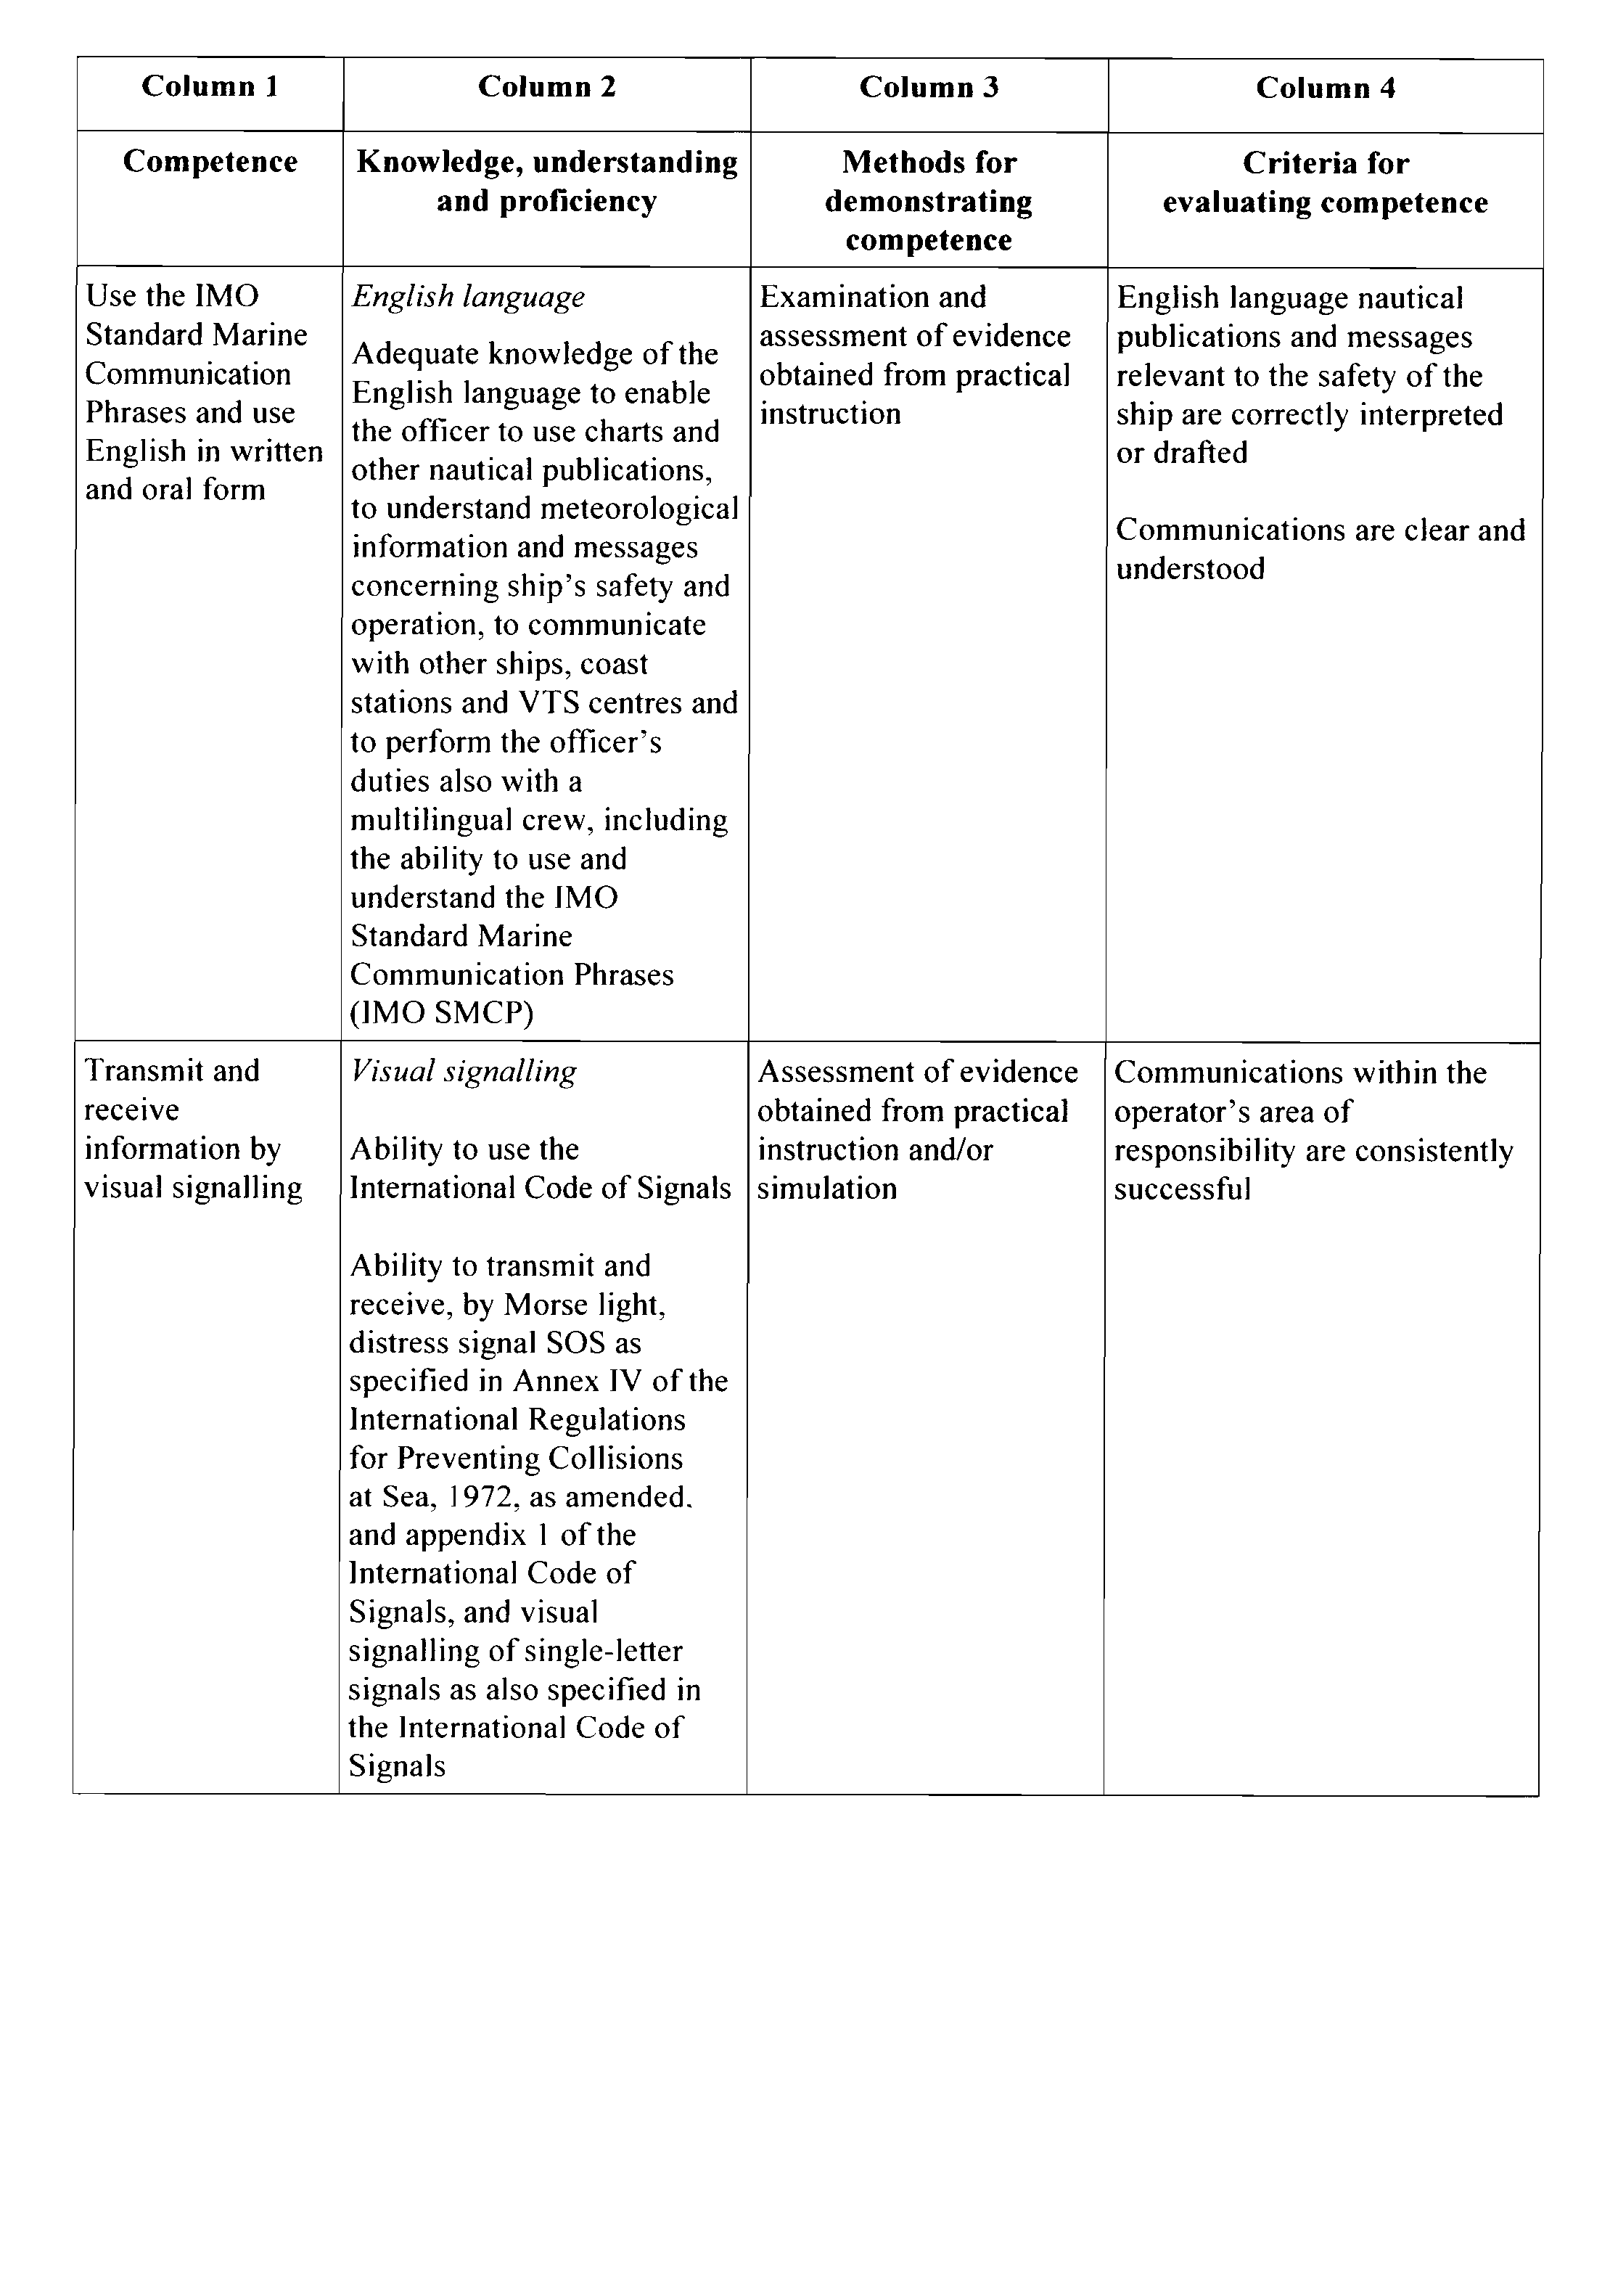 Column 1
Column 2
Column 3
Column 4
Competence
Knowledge, understanding
and proficiency
Methods for
demonstrating
competence
Criteria for
evaluating competence
Use the IMO
Standard Marine
Communication
Phrases and use
English in written
and oral form
English language
Adequate knowledge of the
English language to enable
the officer to use charts and
other nautical publications,
to understand meteorological
information and messages
concerning ship's safety and
operation, to communicate
with other ships, coast
stations and VTS centres and
to perform the officer's
duties also with a
multilingual crew, including
the ability to use and
understand the IMO
Standard Marine
Communication Phrases
(IMO SMCP)
Examination and
assessment of evidence
obtained from practical
instruction
English language nautical
publications and messages
relevant to the safety of the
ship are correctly interpreted
or drafted
Communications are clear and
understood
Transmit and
receive
information by
visual signalling
Visual signalling
Ability to use the
International Code of Signals
Ability to transmit and
receive, by Morse light,
distress signal SOS as
specified in Annex IV of the
International Regulations
for Preventing Collisions
at Sea, 1972, as amended.
and appendix 1 of the
International Code of
Signals, and visual
signalling of single-letter
signals as also specified in
the International Code of
Signals
Assessment of evidence
obtained from practical
instruction and/or
simulation
Communications within the
operator's area of
responsibility are consistently
successful